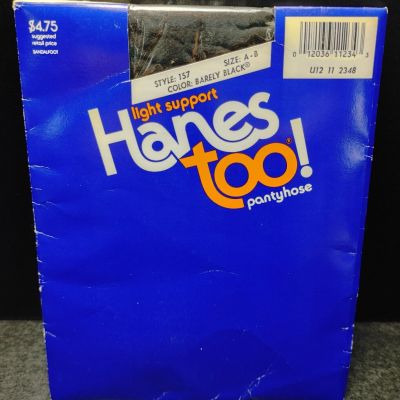 $4.75
suggested
retail price
SANDALFOOT
STYLE: 157 SIZE: A-B
COLOR: BARELY BLACK®
0 12036 11234 3
U12 11 2348
light support
Hanes
too!®
pantyhose